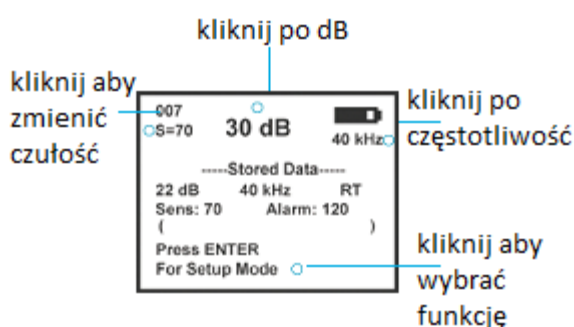 kliknij po dB
kliknij aby
zmienić
czułość
kliknij po
częstotliwość
007
S=70
30 dB
40 kHz
-----Stored Data-----
22 dB 40 kHz RT
Sens: 70 Alarm: 120
( )
Press ENTER
For Setup Mode
kliknij aby
wybrać
funkcję